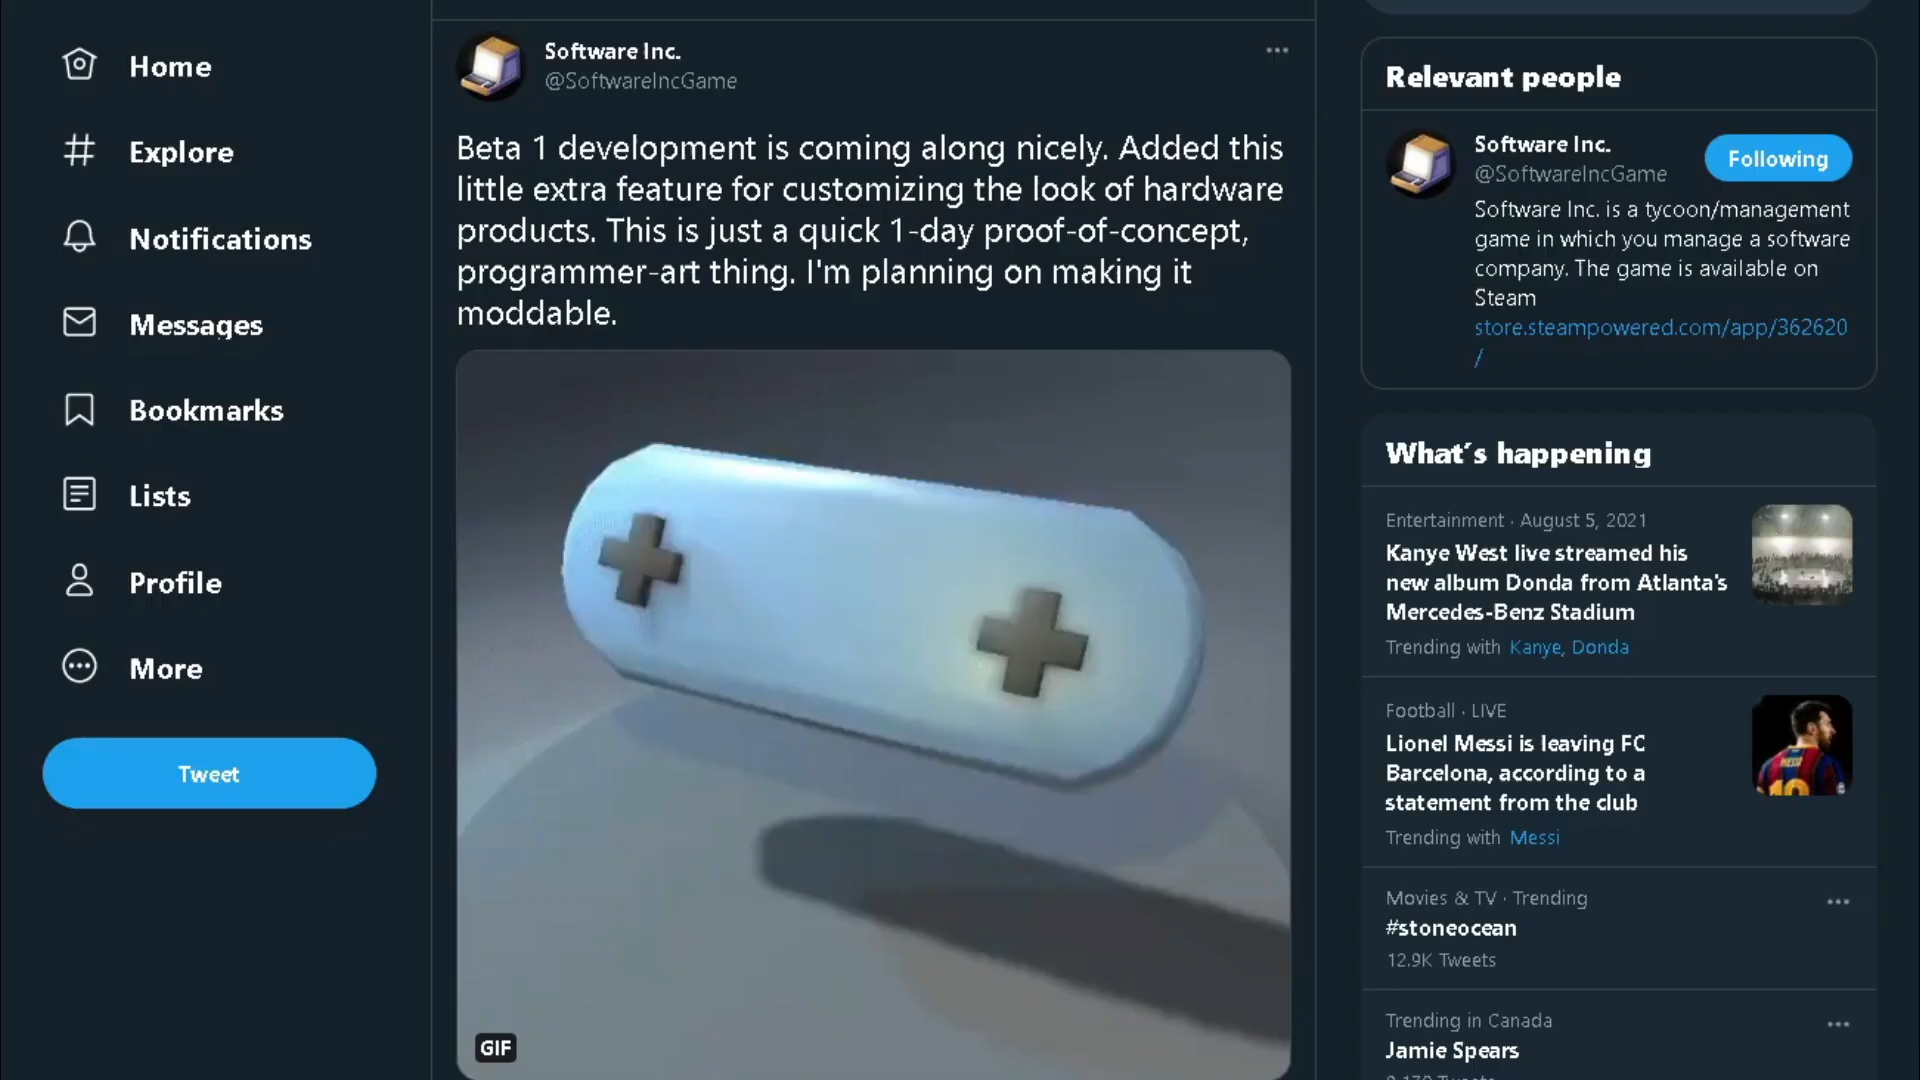 Home
Explore
Notifications
Messages
Bookmarks
Lists
Profile
More
Tweet
Software Inc.
@SoftwareIncGame
Beta 1 development is coming along nicely. Added this
little extra feature for customizing the look of hardware
products. This is just a quick 1-day proof-of-concept,
programmer-art thing. I'm planning on making it
moddable.
GIF
Relevant people
Software Inc.
@SoftwareIncGame
Following
Software Inc. is a tycoon/management
game in which you manage a software
company. The game is available on
Steam
store.steampowered.com/app/362620
/
What's happening
Entertainment · August 5, 2021
Kanye West live streamed his
new album Donda from Atlanta's
Mercedes-Benz Stadium
Trending with Kanye, Donda
Football · LIVE
Lionel Messi is leaving FC
Barcelona, according to a
statement from the club
Trending with Messi
Movies & TV · Trending
#stoneocean
12.9K Tweets
Trending in Canada
Jamie Spears